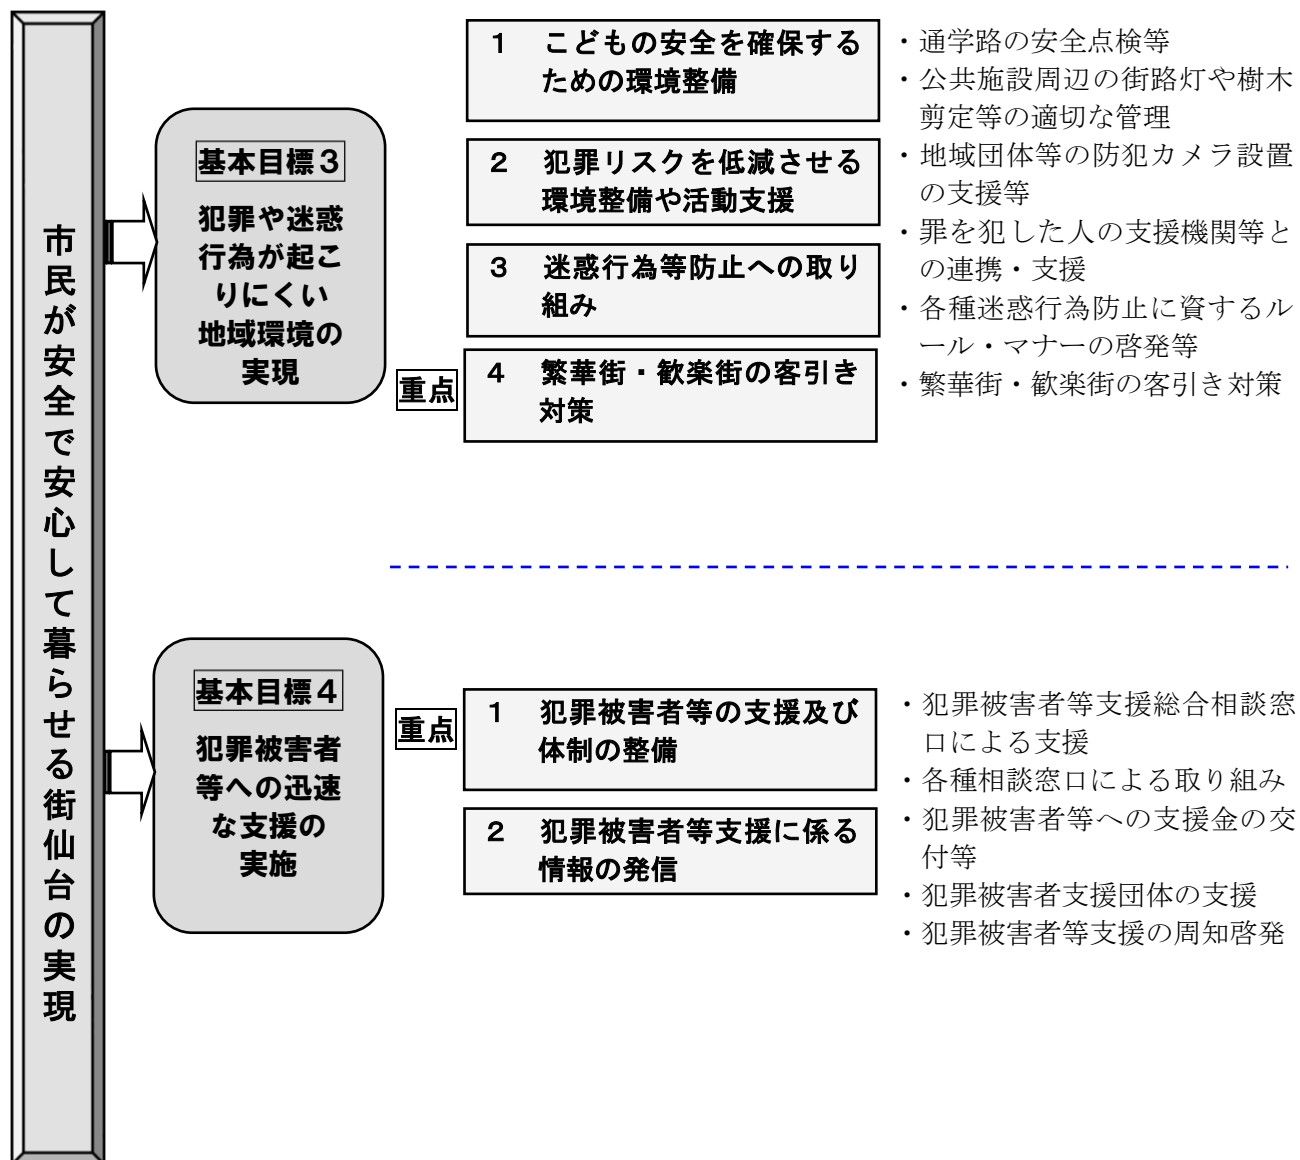 市民が安全で安心して暮らせる街仙台の実現
基本目標３
犯罪や迷惑
行為が起こ
りにくい
地域環境の
実現
１　こどもの安全を確保する
ための環境整備
２　犯罪リスクを低減させる
環境整備や活動支援
３　迷惑行為等防止への取り
組み
重点
４　繁華街・歓楽街の客引き
対策
・通学路の安全点検等
・公共施設周辺の街路灯や樹木
剪定等の適切な管理
・地域団体等の防犯カメラ設置
の支援等
・罪を犯した人の支援機関等と
の連携・支援
・各種迷惑行為防止に資するル
ール・マナーの啓発等
・繁華街・歓楽街の客引き対策
基本目標４
犯罪被害者
等への迅速
な支援の
実施
重点
１　犯罪被害者等の支援及び
体制の整備
２　犯罪被害者等支援に係る
情報の発信
・犯罪被害者等支援総合相談窓
口による支援
・各種相談窓口による取り組み
・犯罪被害者等への支援金の交
付等
・犯罪被害者支援団体の支援
・犯罪被害者等支援の周知啓発